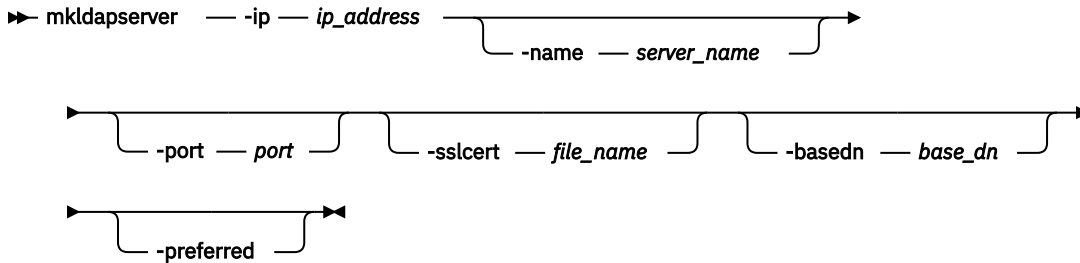 mkldapserver -ip ip_address
-name server_name
-port port -sslcert file_name -basedn base_dn
-preferred